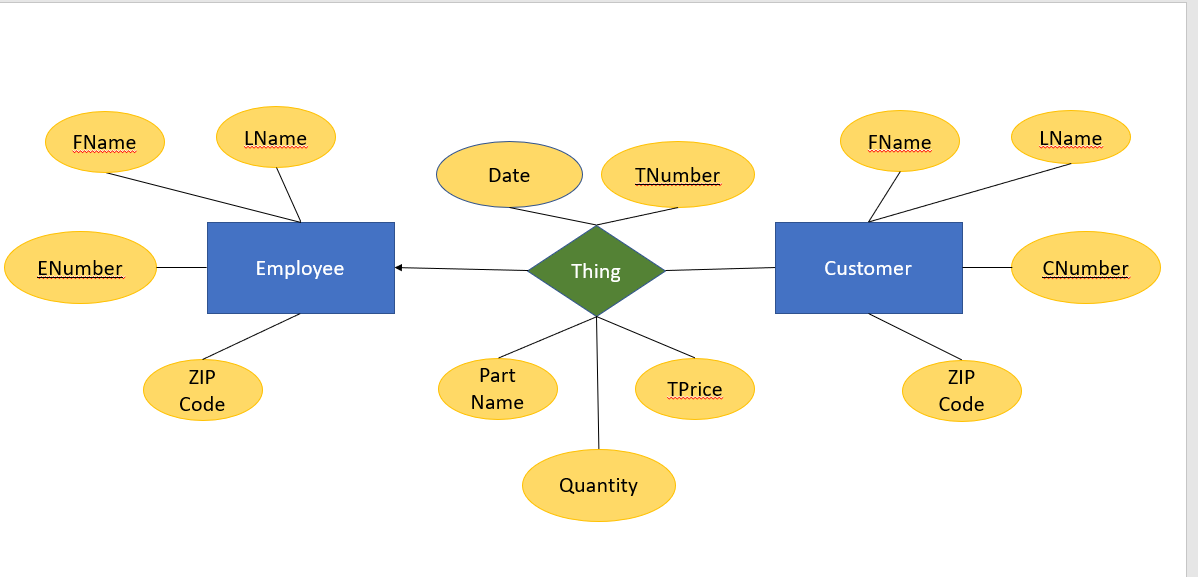 FName
LName
FName
LName
Date
TNumber
ENumber
Employee
Thing
Customer
CNumber
ZIP
Code
Part
Name
TPrice
ZIP
Code
Quantity